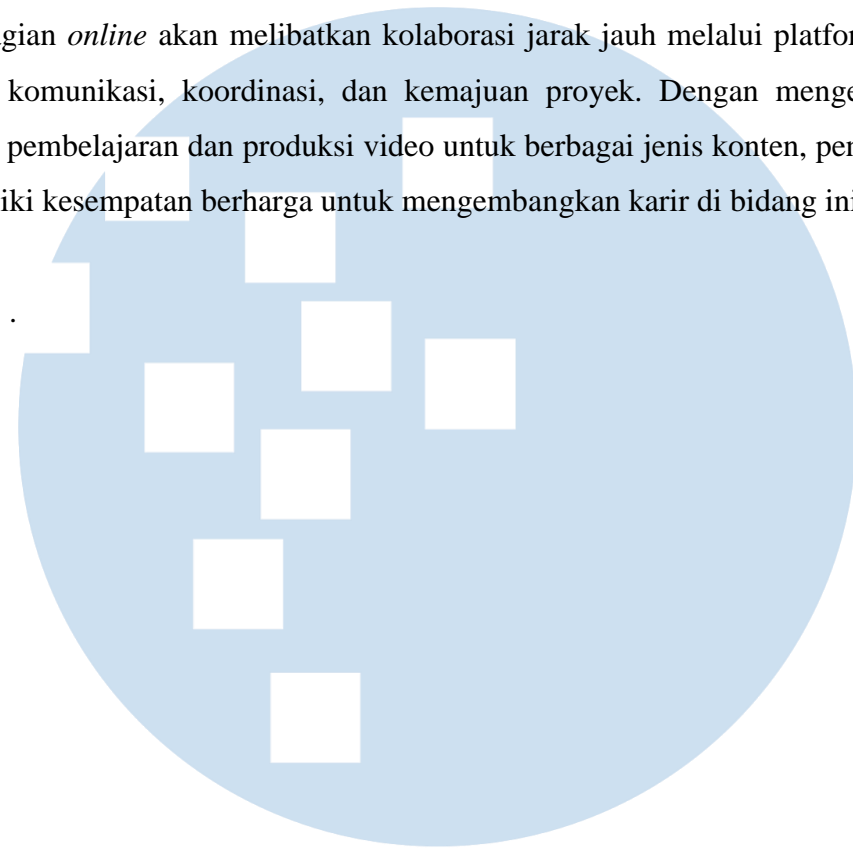 gian online akan melibatkan kolaborasi jarak jauh melalui platfor
komunikasi, koordinasi, dan kemajuan proyek. Dengan menge
pembelajaran dan produksi video untuk berbagai jenis konten, per
iki kesempatan berharga untuk mengembangkan karir di bidang ini
.